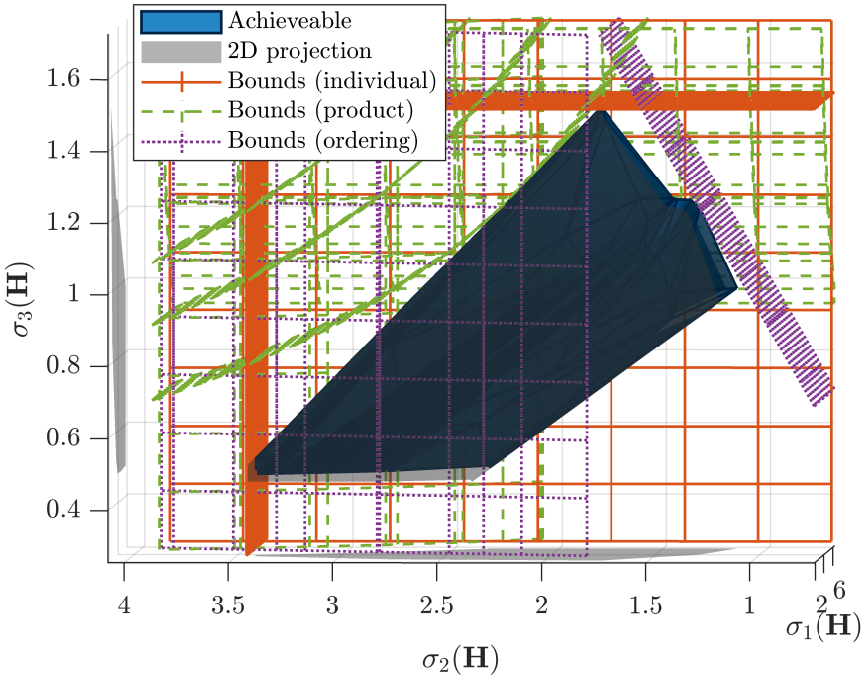 Achieveable
2D projection
Bounds (individual)
Bounds (product)
Bounds (ordering)
1.6
1.4
1.2
1
0.8
0.6
0.4
σ₃(H)
4
3.5
3
2.5
2
1.5
1
2
6
σ₁(H)
σ₂(H)